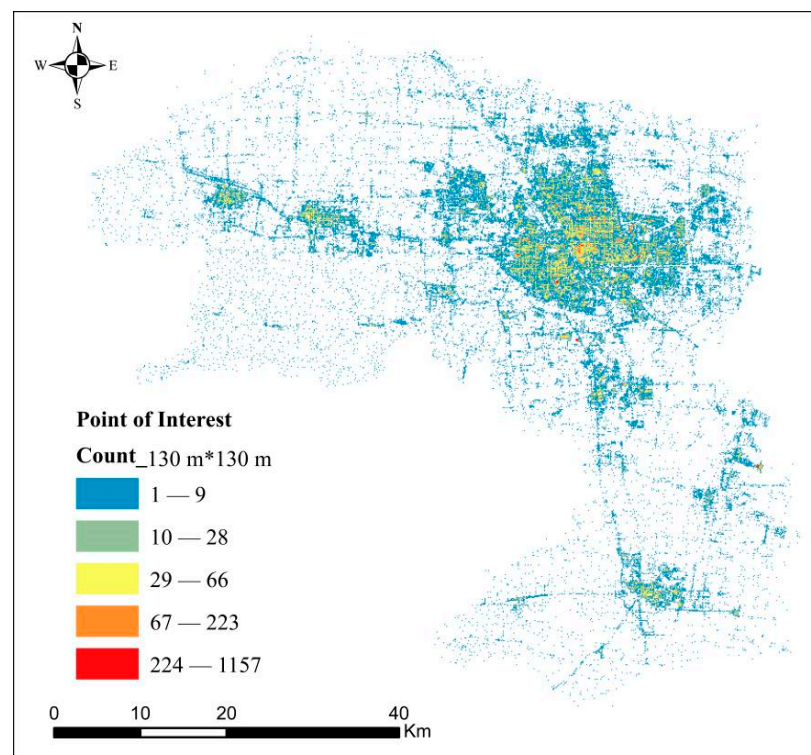 N
W E
S
Point of Interest
Count_130 m*130 m
1 — 9
10 — 28
29 — 66
67 — 223
224 — 1157
0 10 20 40
Km